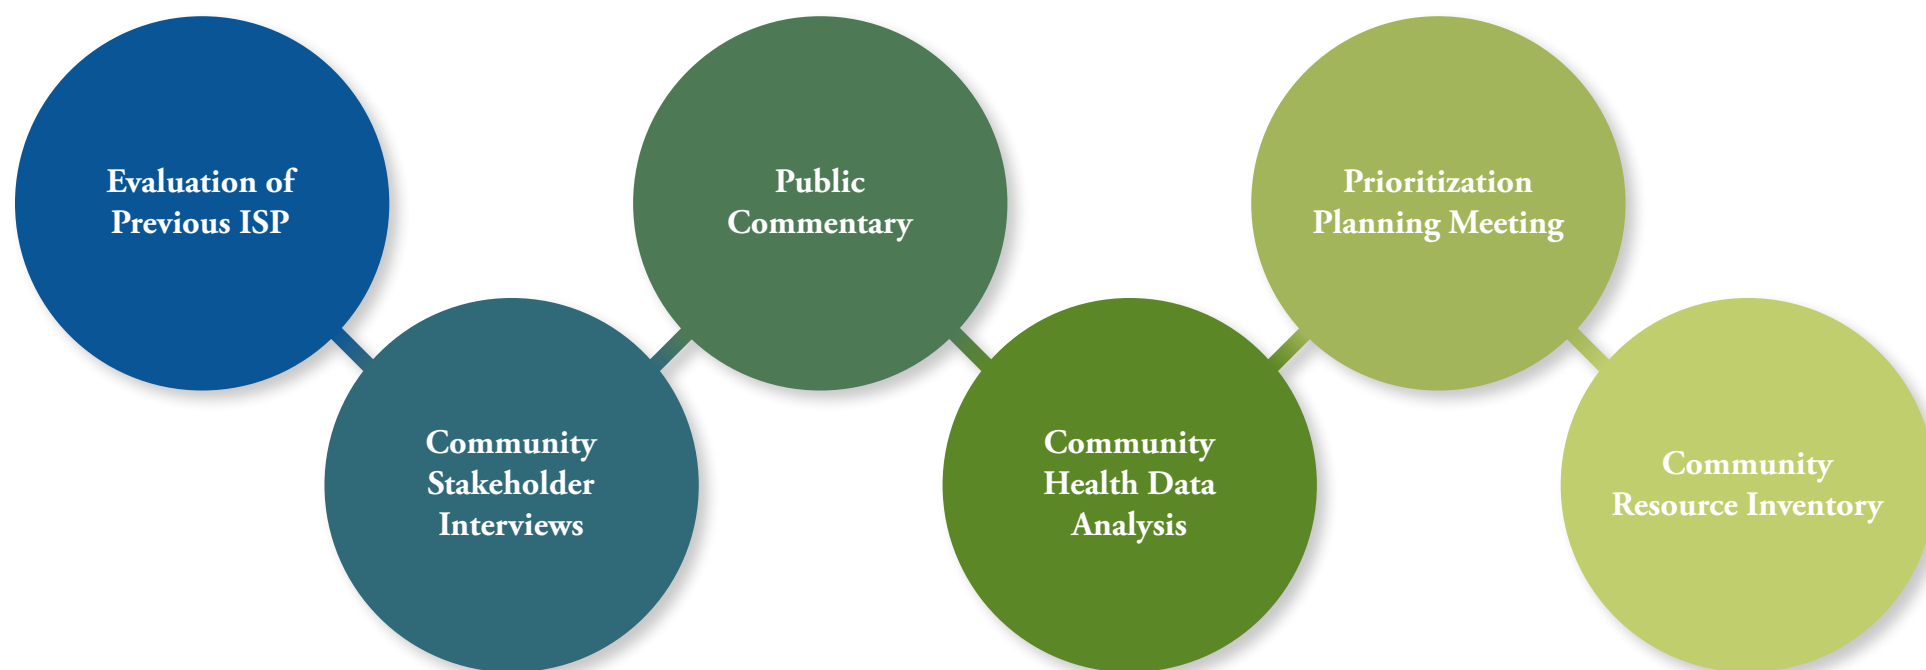 Evaluation of
Previous ISP
Community
Stakeholder
Interviews
Public
Commentary
Community
Health Data
Analysis
Prioritization
Planning Meeting
Community
Resource Inventory